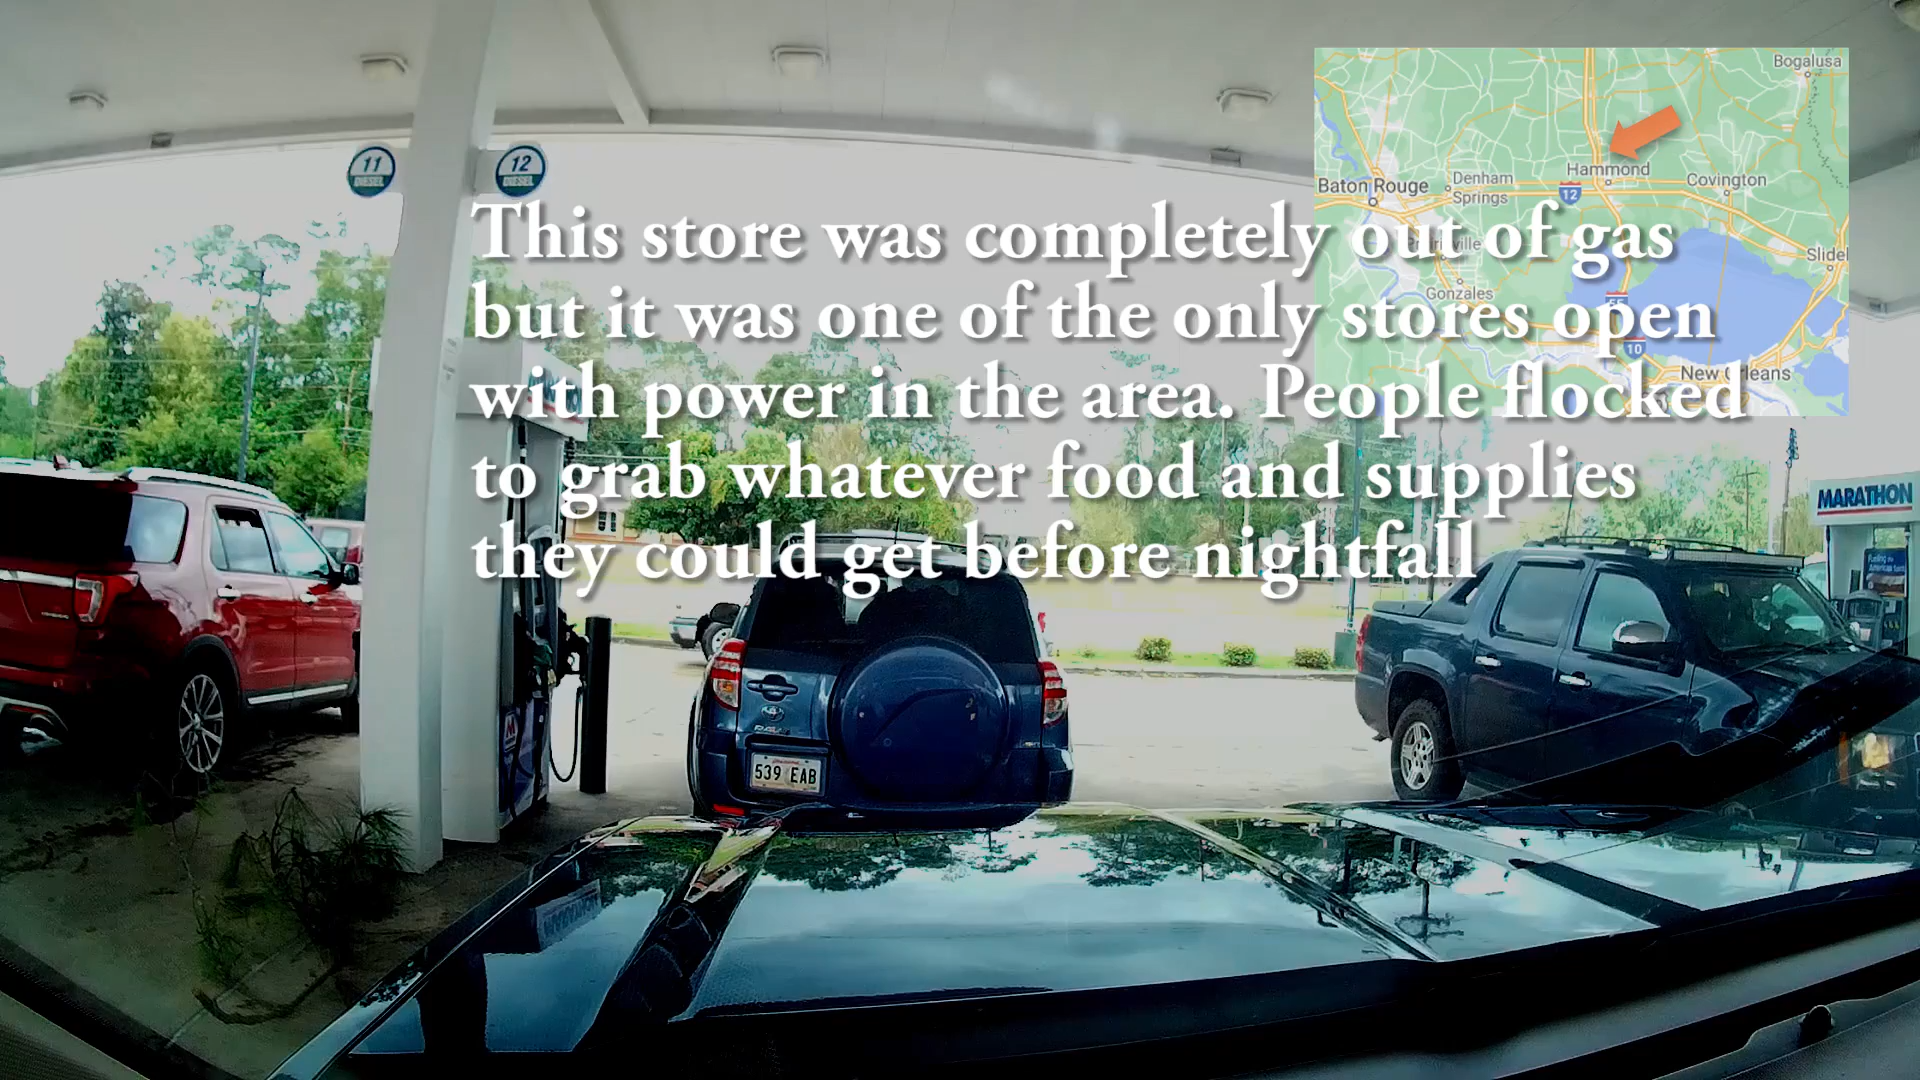 11
DIESEL
12
DIESEL
Bogalusa
Hammond
Baton Rouge
Denham
Springs
12
Covington
Slidel
Gonzales
55
10
New Orleans
This store was completely out of gas
but it was one of the only stores open
with power in the area. People flocked
to grab whatever food and supplies
they could get before nightfall
MARATHON
539 EAB